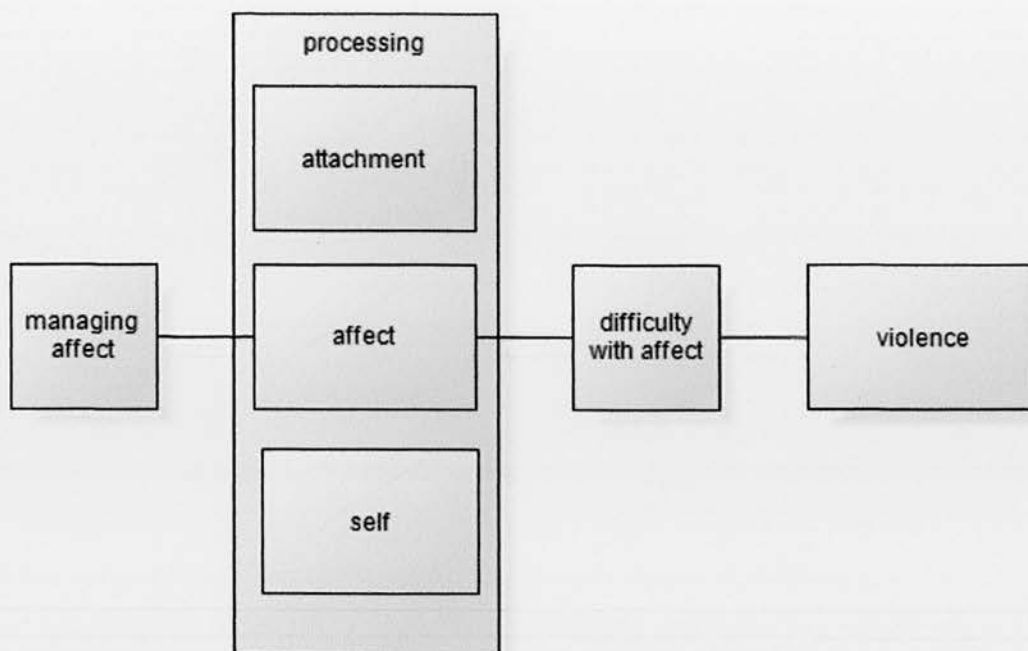 processing
attachment
managing
affect
affect
difficulty
with affect
violence
self